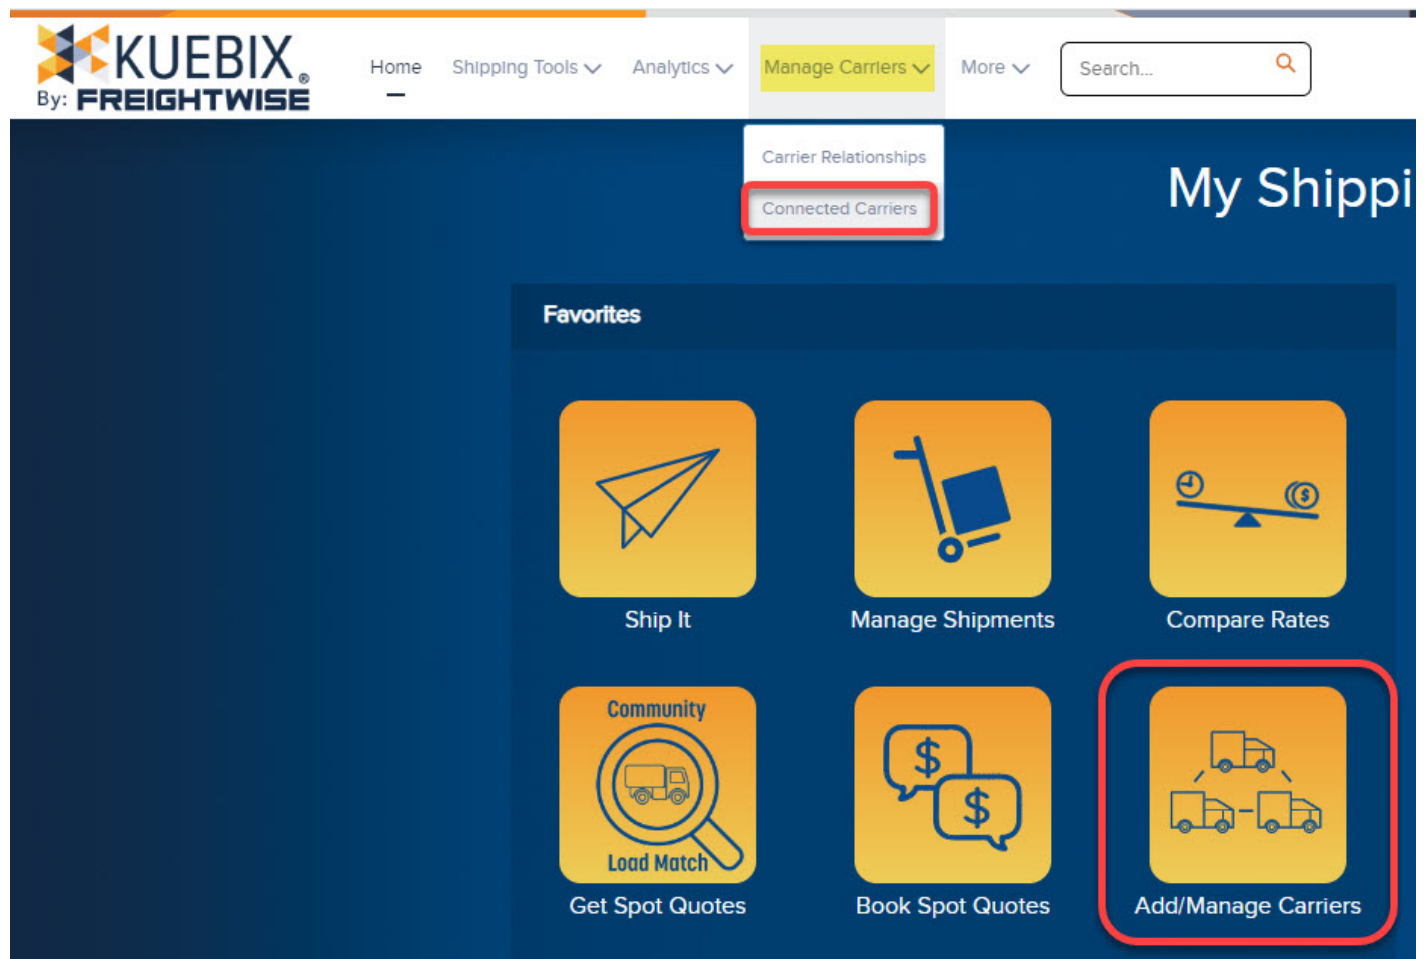 KUEBIX®
By: FREIGHTWISE
Home Shipping Tools Analytics Manage Carriers More Search...
Carrier Relationships
Connected Carriers
My Shippi
Favorites
Ship It Manage Shipments Compare Rates
Community
Load Match
$
$
$
Get Spot Quotes Book Spot Quotes Add/Manage Carriers